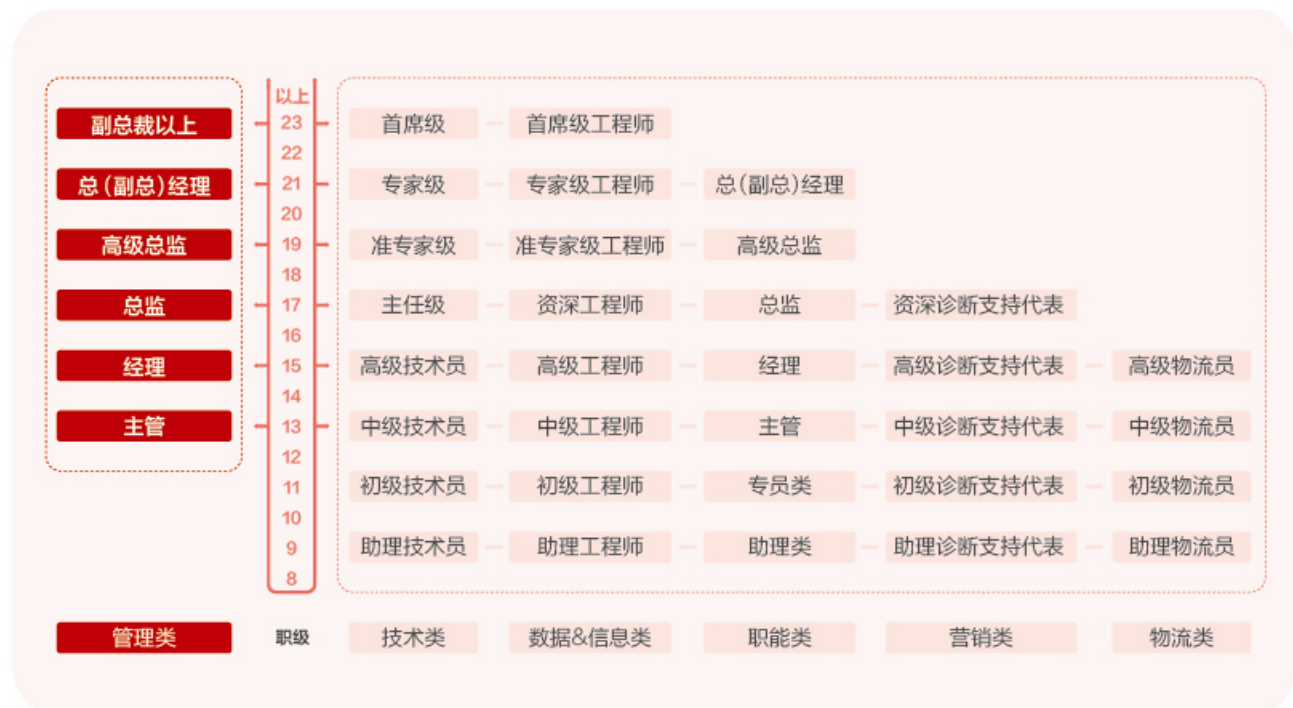 以上
副总裁以上 23 首席级 首席级工程师
22
总(副总)经理 21 专家级 专家级工程师 总(副总)经理
20
高级总监 19 准专家级 准专家级工程师 高级总监
18
总监 17 主任级 资深工程师 总监 资深诊断支持代表
16
经理 15 高级技术员 高级工程师 经理 高级诊断支持代表 高级物流员
14
主管 13 中级技术员 中级工程师 主管 中级诊断支持代表 中级物流员
12
11 初级技术员 初级工程师 专员类 初级诊断支持代表 初级物流员
10
9 助理技术员 助理工程师 助理类 助理诊断支持代表 助理物流员
8
管理类 职级 技术类 数据&信息类 职能类 营销类 物流类